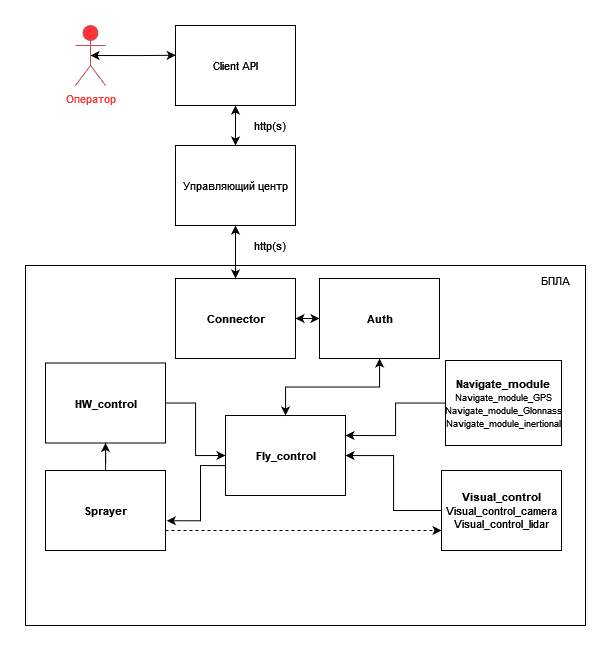 Client API
Оператор
http(s)
Управляющий центр
http(s)
БПЛА
Connector
Auth
HW_control
Navigate_module
Navigate_module_GPS
Navigate_module_Glonnass
Navigate_module_inertional
Fly_control
Sprayer
Visual_control
Visual_control_camera
Visual_control_lidar